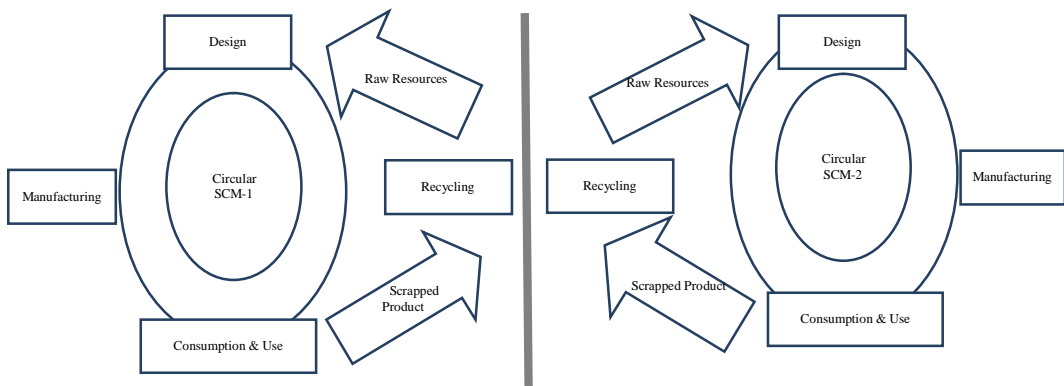 Design
Raw Resources
Circular
SCM-1
Manufacturing
Recycling
Scrapped
Product
Consumption & Use
Design
Raw Resources
Circular
SCM-2
Recycling
Manufacturing
Scrapped Product
Consumption & Use